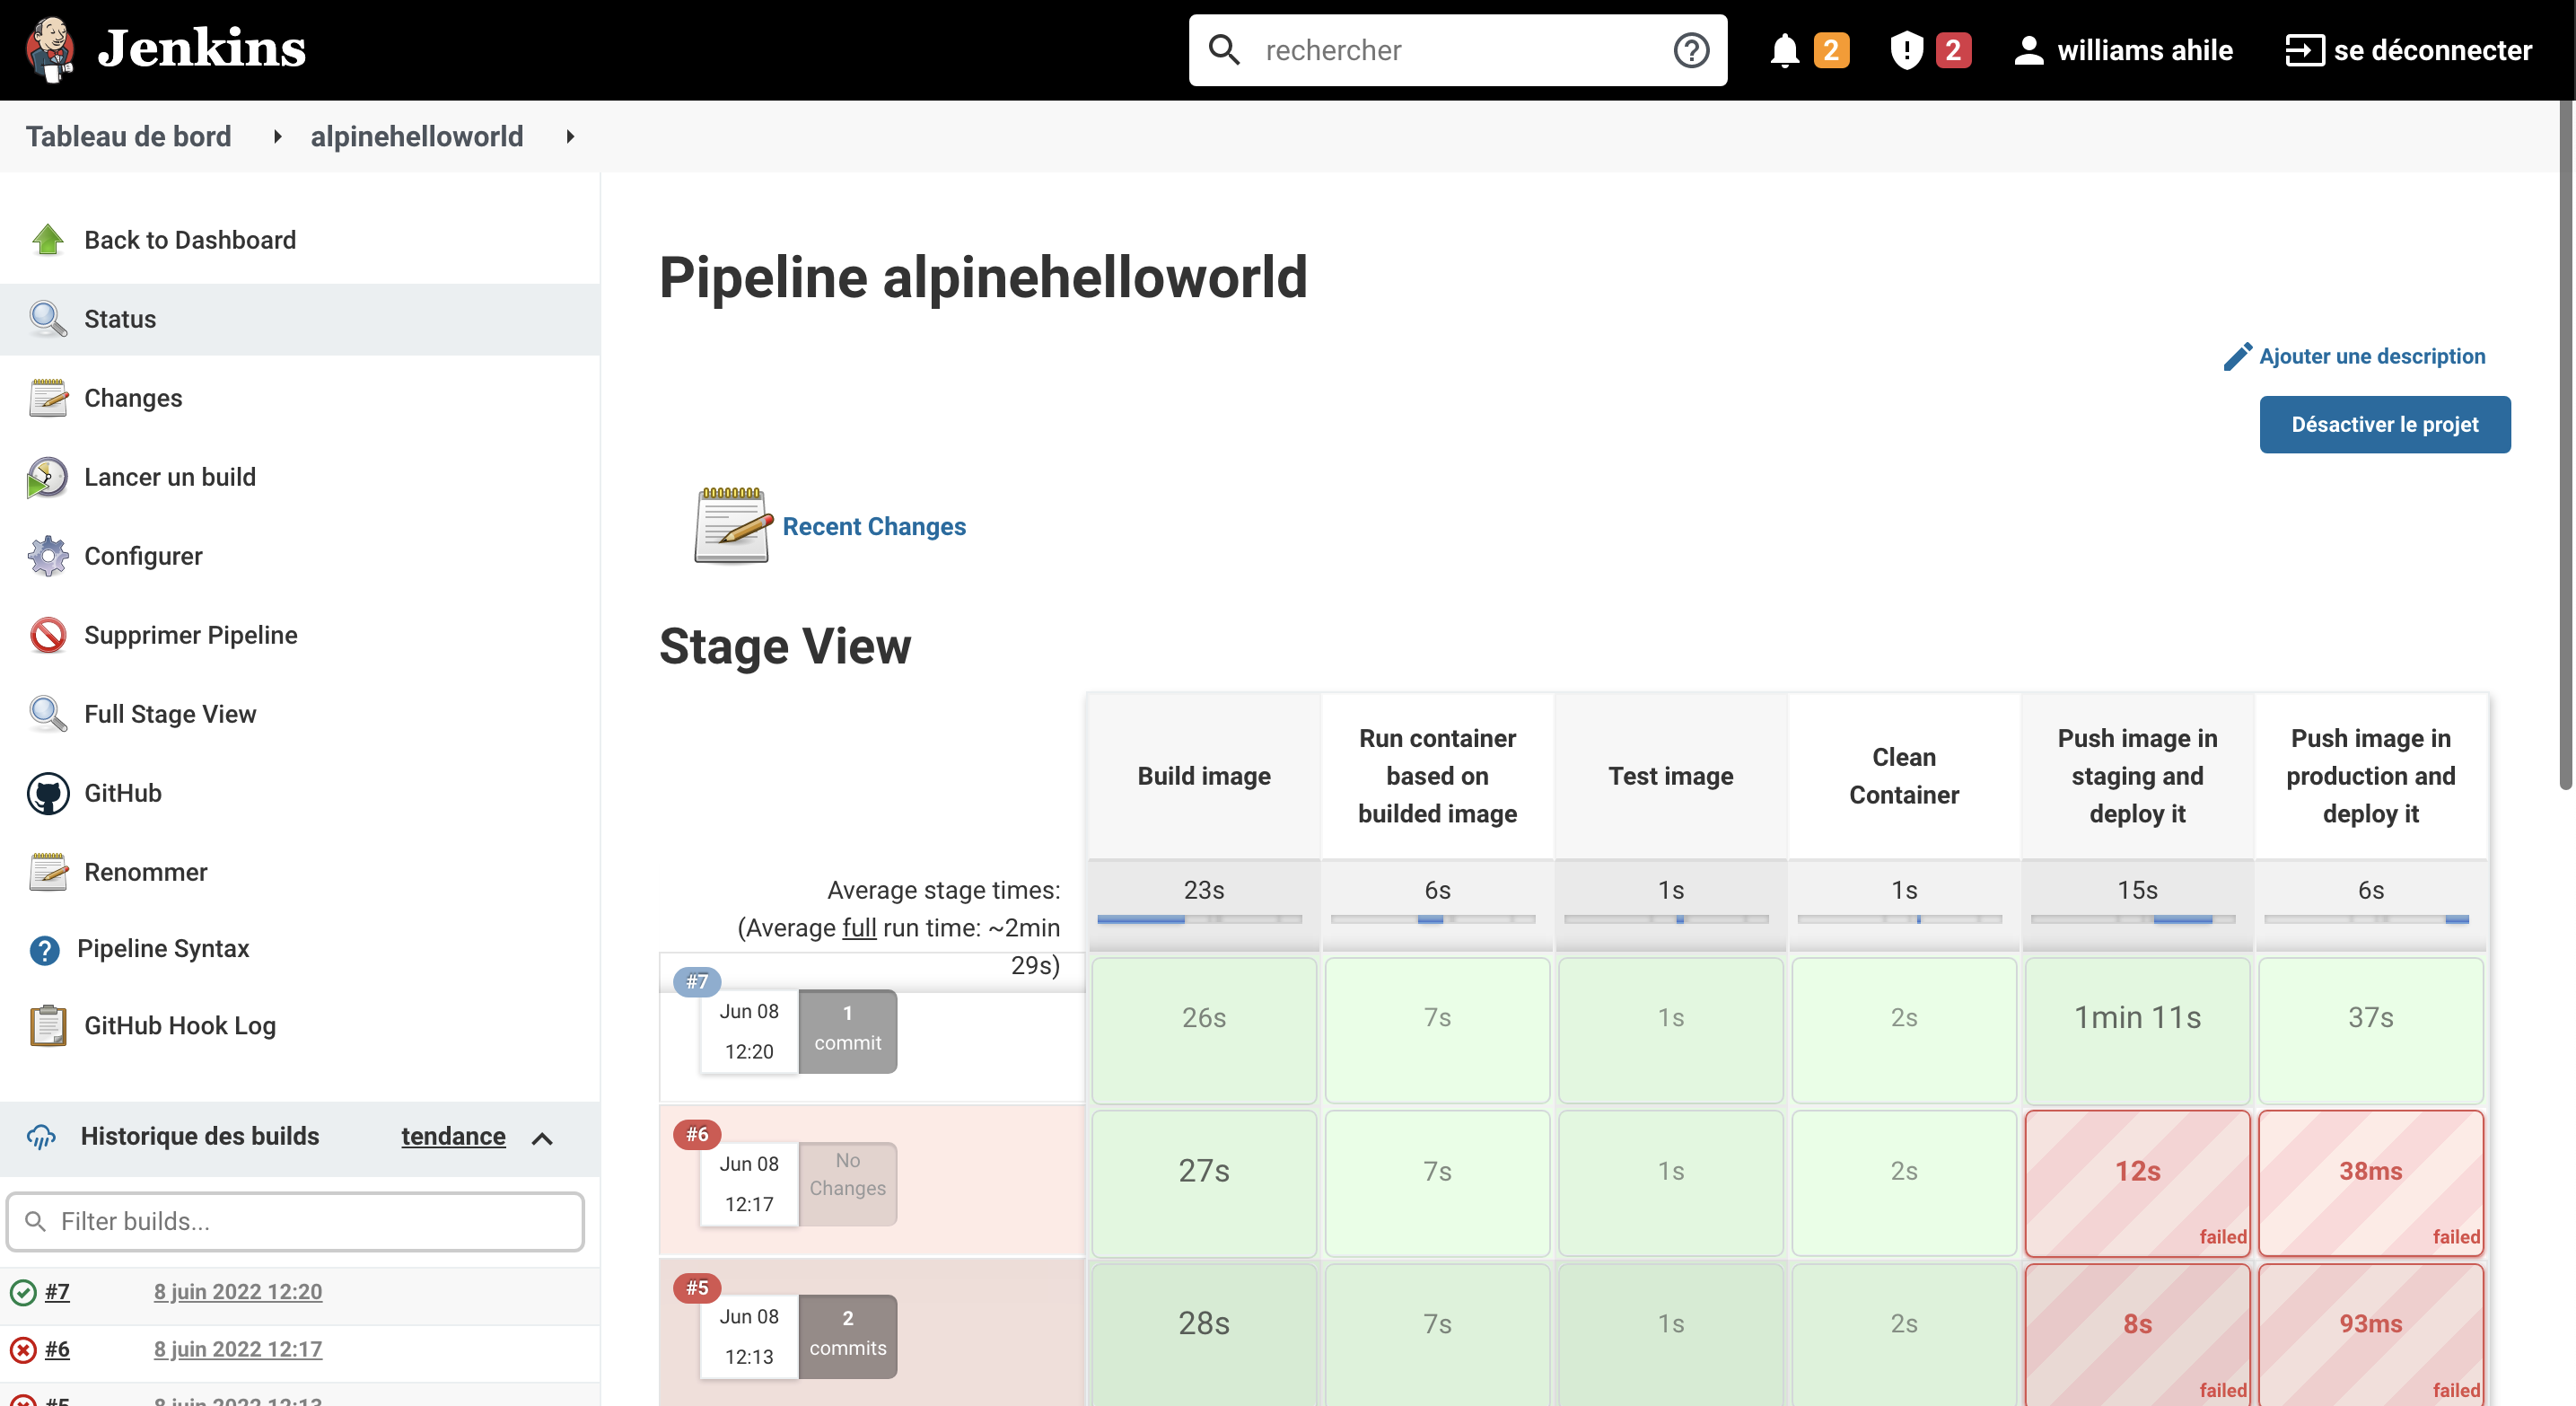 Jenkins
rechercher
2
2
williams ahile
se déconnecter
Tableau de bord
alpinehelloworld
Back to Dashboard
Status
Changes
Lancer un build
Configurer
Supprimer Pipeline
Full Stage View
GitHub
Renommer
Pipeline Syntax
GitHub Hook Log
Historique des builds
tendance
Filter builds...
#7
8 juin 2022 12:20
#6
8 juin 2022 12:17
#5
8 juin 2022 12:13
Pipeline alpinehelloworld
Ajouter une description
Désactiver le projet
Recent Changes
Stage View
Build image
Run container
based on
builded image
Test image
Clean
Container
Push image in
staging and
deploy it
Push image in
production and
deploy it
Average stage times:
(Average full run time: ~2min
29s)
23s
6s
1s
1s
15s
6s
#7
Jun 08
12:20
1
commit
26s
7s
1s
2s
1min 11s
37s
#6
Jun 08
12:17
No
Changes
27s
7s
1s
2s
12s
failed
38ms
failed
#5
Jun 08
12:13
2
commits
28s
7s
1s
2s
8s
failed
93ms
failed